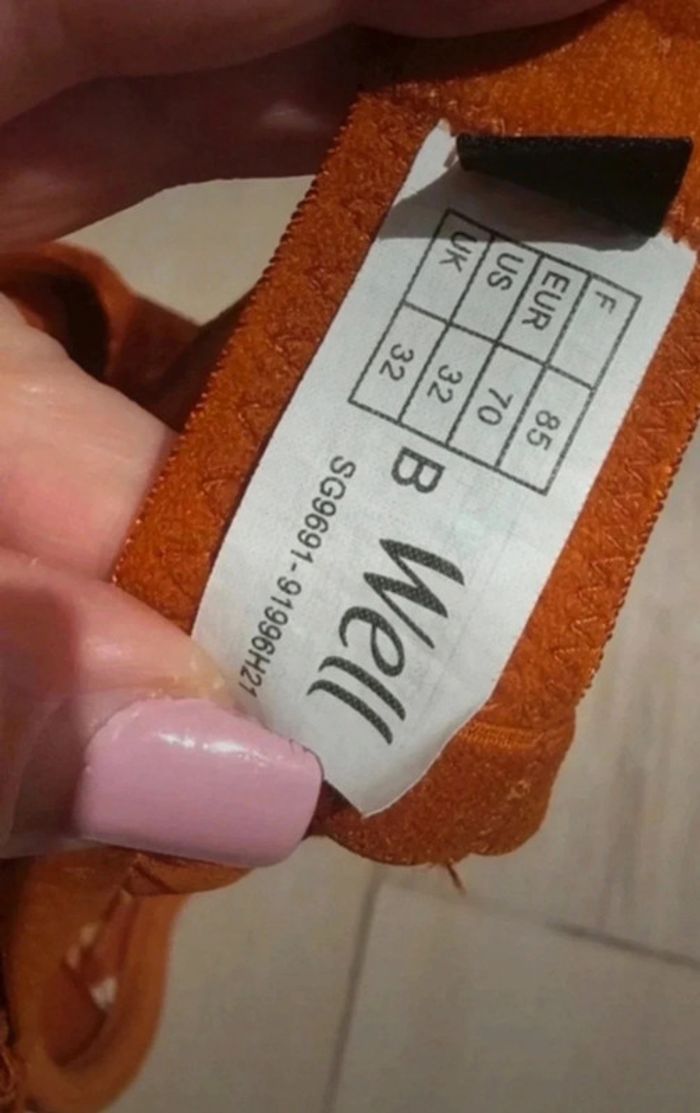 F 85
EUR 70
US 32
UK 32
B
Well
SG9691-91996H21